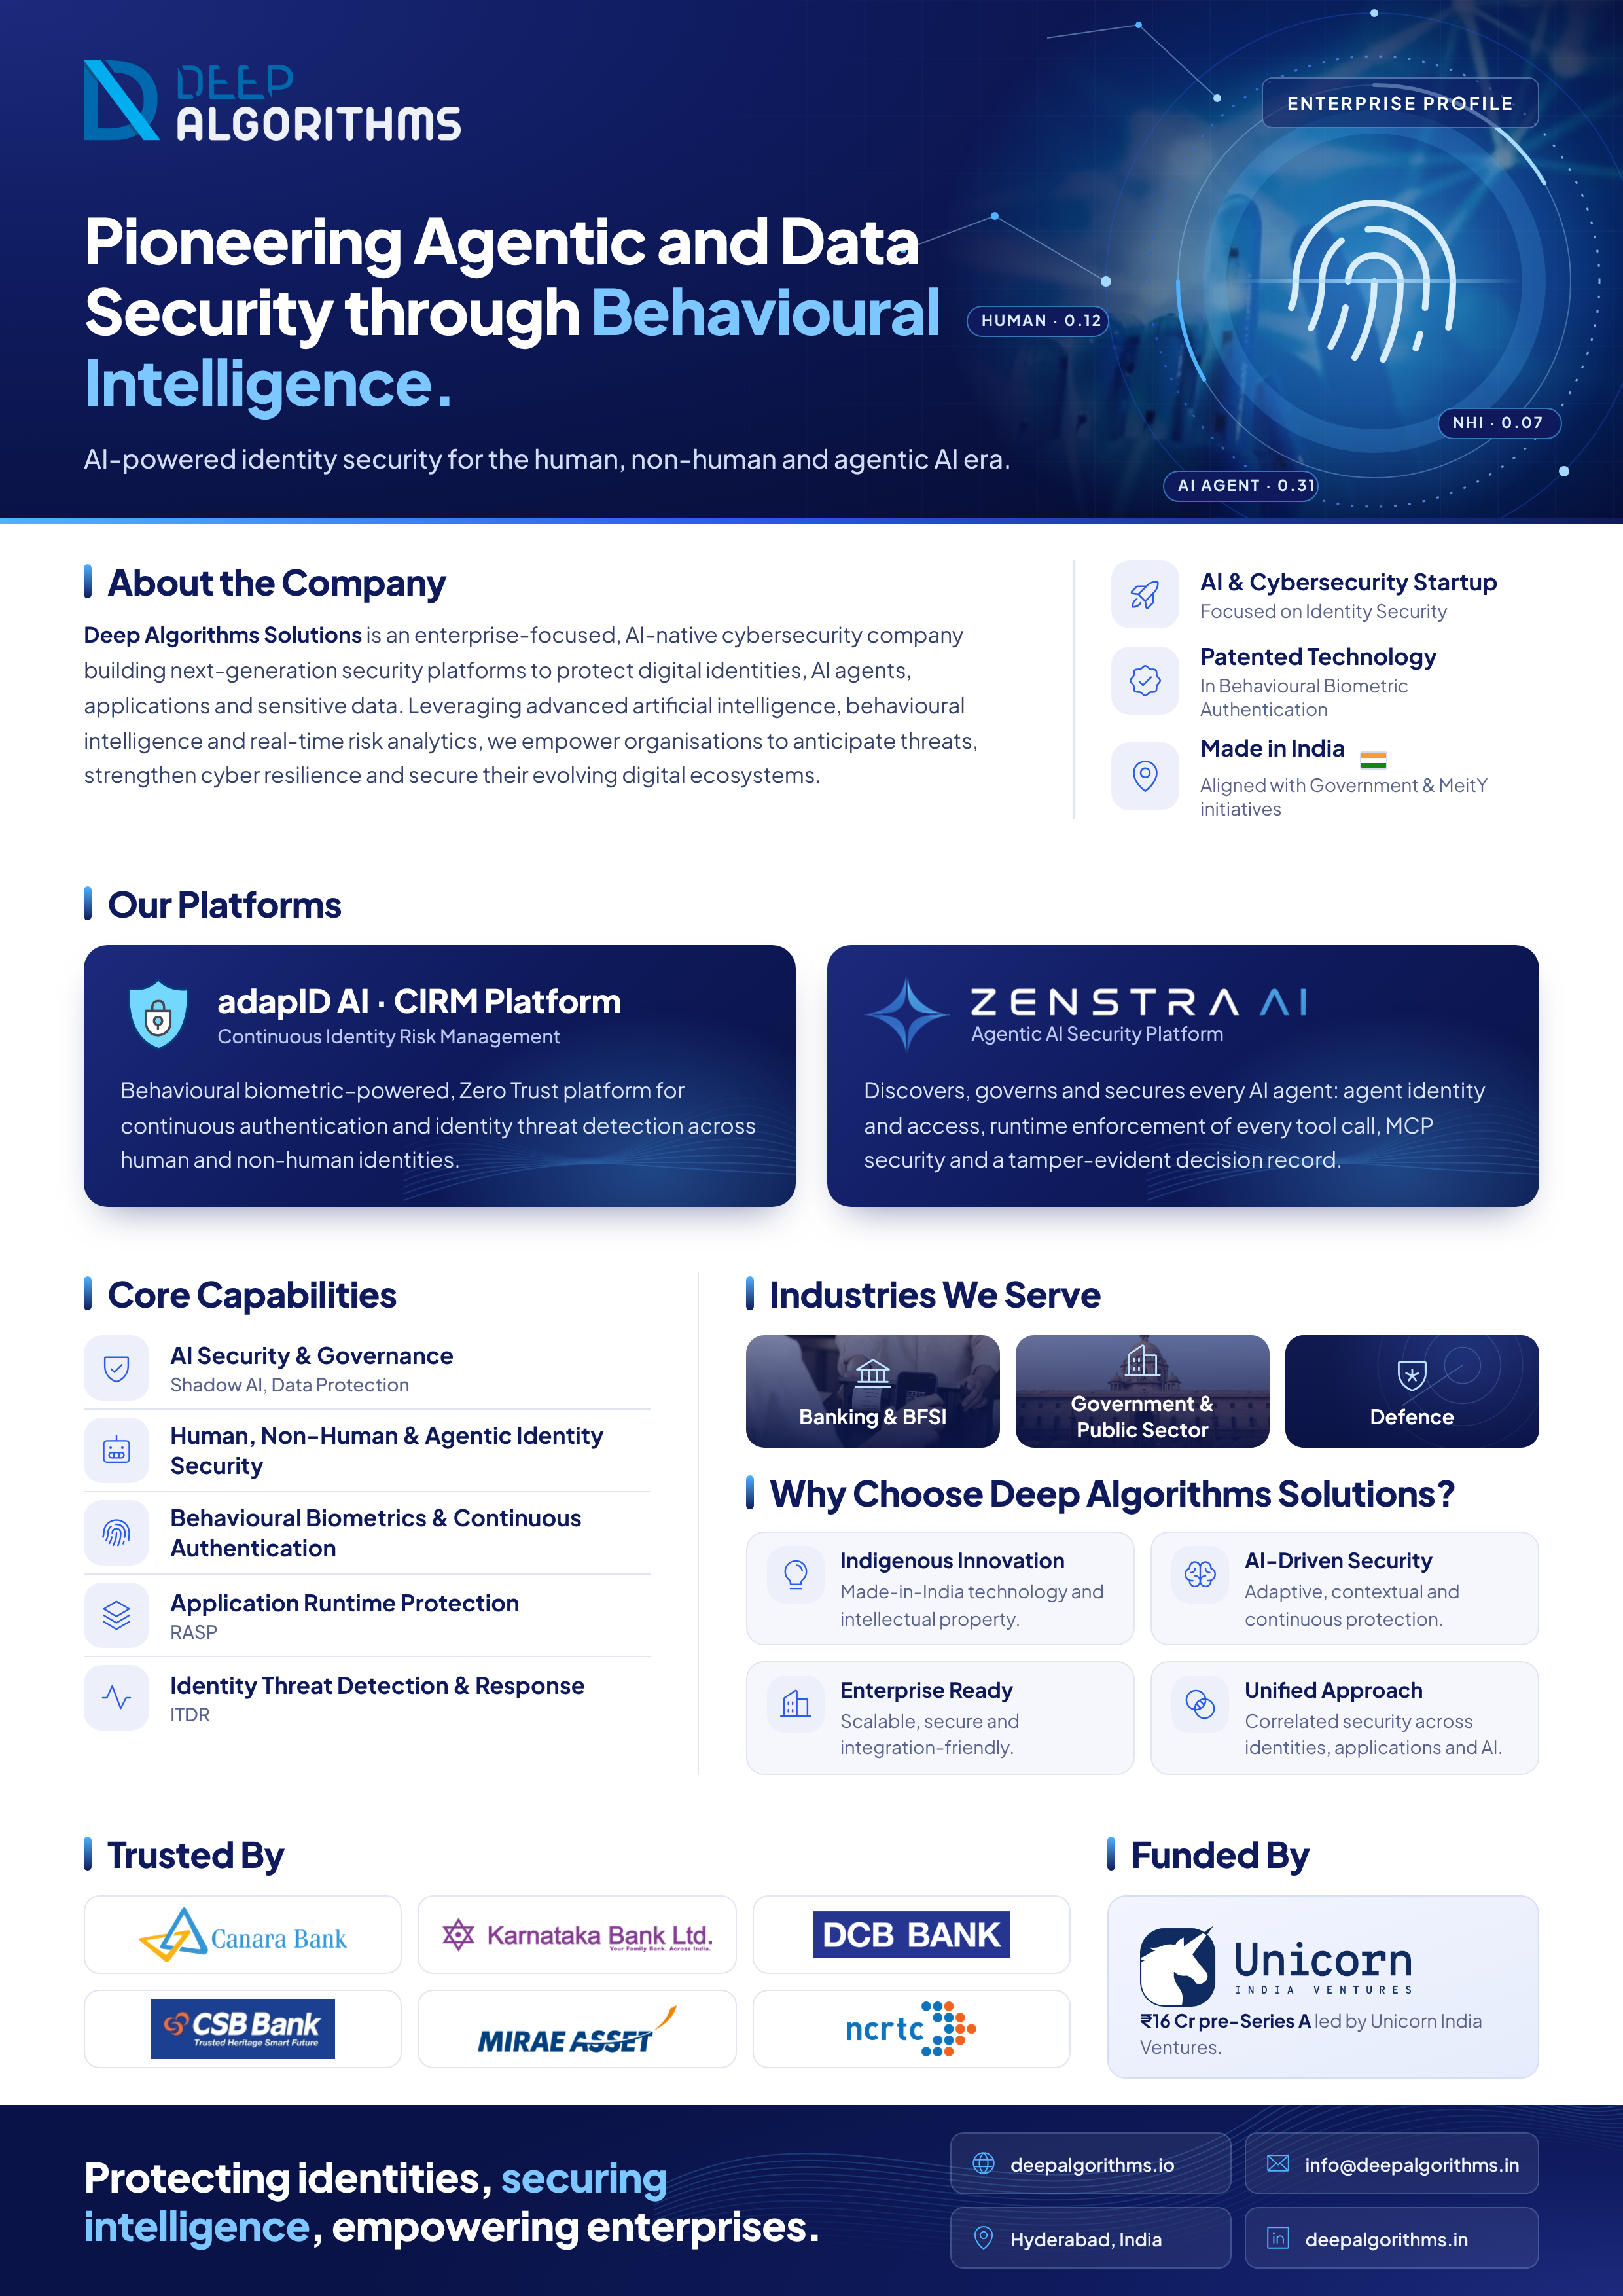 DEEP
ALGORITHMS
ENTERPRISE PROFILE
Pioneering Agentic and Data
Security through Behavioural
Intelligence.
AI-powered identity security for the human, non-human and agentic AI era.
HUMAN · 0.12
NHI · 0.07
AI AGENT · 0.31
About the Company
Deep Algorithms Solutions is an enterprise-focused, AI-native cybersecurity company
building next-generation security platforms to protect digital identities, AI agents,
applications and sensitive data. Leveraging advanced artificial intelligence, behavioural
intelligence and real-time risk analytics, we empower organisations to anticipate threats,
strengthen cyber resilience and secure their evolving digital ecosystems.
AI & Cybersecurity Startup
Focused on Identity Security
Patented Technology
In Behavioural Biometric
Authentication
Made in India
Aligned with Government & MeitY
initiatives
Our Platforms
adapID AI · CIRM Platform
Continuous Identity Risk Management
Behavioural biometric–powered, Zero Trust platform for
continuous authentication and identity threat detection across
human and non-human identities.
ZENSTRA AI
Agentic AI Security Platform
Discovers, governs and secures every AI agent: agent identity
and access, runtime enforcement of every tool call, MCP
security and a tamper-evident decision record.
Core Capabilities
AI Security & Governance
Shadow AI, Data Protection
Human, Non-Human & Agentic Identity
Security
Behavioural Biometrics & Continuous
Authentication
Application Runtime Protection
RASP
Identity Threat Detection & Response
ITDR
Industries We Serve
Banking & BFSI
Government &
Public Sector
Defence
Why Choose Deep Algorithms Solutions?
Indigenous Innovation
Made-in-India technology and
intellectual property.
AI-Driven Security
Adaptive, contextual and
continuous protection.
Enterprise Ready
Scalable, secure and
integration-friendly.
Unified Approach
Correlated security across
identities, applications and AI.
Trusted By
Canara Bank
Karnataka Bank Ltd.
Your Family Bank. Across India.
DCB BANK
CSB Bank
Trusted Heritage Smart Future
MIRAE ASSET
ncrtc
Funded By
Unicorn
INDIA VENTURES
₹16 Cr pre-Series A led by Unicorn India
Ventures.
Protecting identities, securing
intelligence, empowering enterprises.
deepalgorithms.io
info@deepalgorithms.in
Hyderabad, India
in deepalgorithms.in